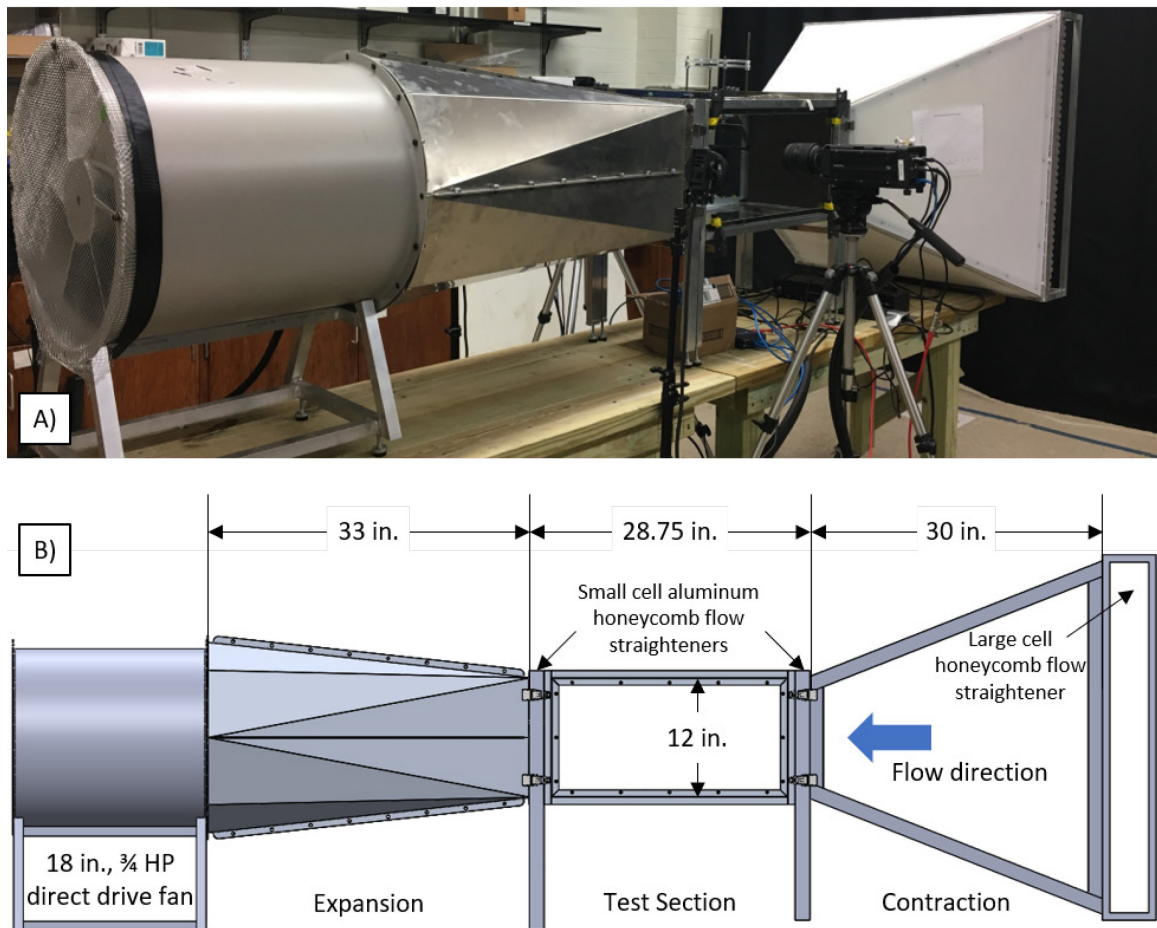 A)
B)
33 in.
28.75 in.
30 in.
Small cell aluminum
honeycomb flow
straighteners
Large cell
honeycomb flow
straightener
12 in.
Flow direction
18 in., ¾ HP
direct drive fan
Expansion
Test Section
Contraction